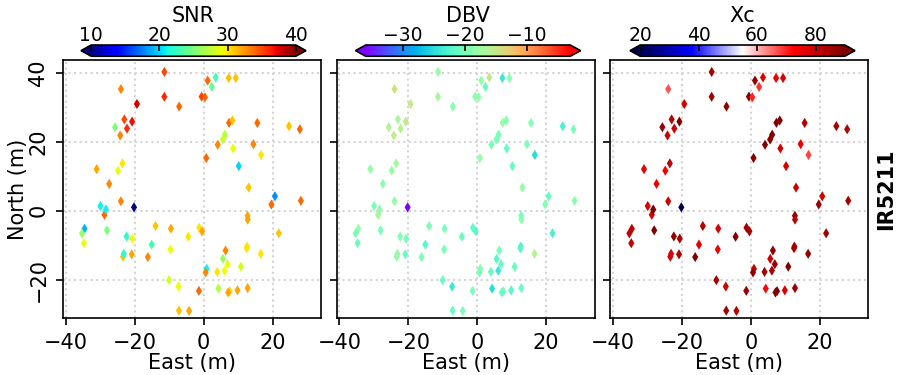 SNR DBV Xc
10 20 30 40 −30 −20 −10 20 40 60 80
40
20
0
−20
North (m)
IR5211
−40 −20 0 20 −40 −20 0 20 −40 −20 0 20
East (m) East (m) East (m)